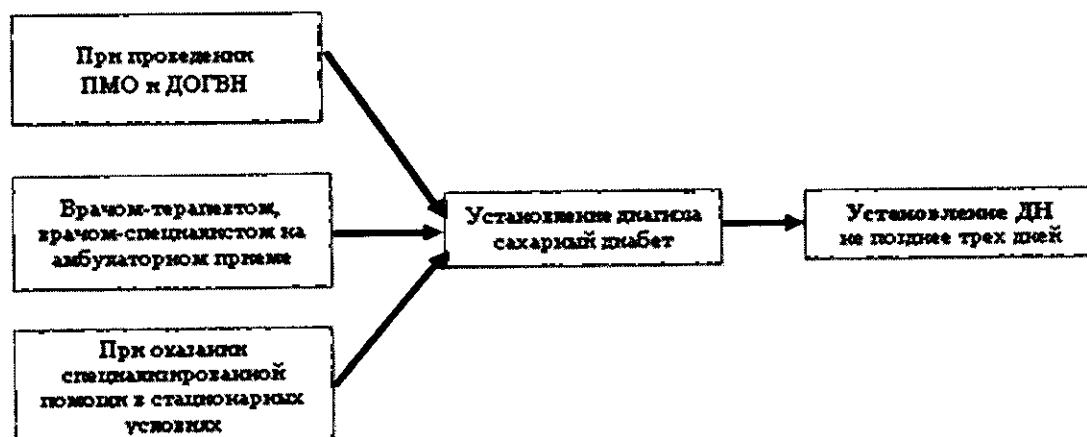 При проведении
ПМО и ДОГВН
Врачом-терапевтом,
врачом-специалистом на
амбулаторном приеме
При оказании
специализированной
помощи в стационарных
условиях
Установление диагноза
сахарный диабет
Установление ДН
не позднее трех дней